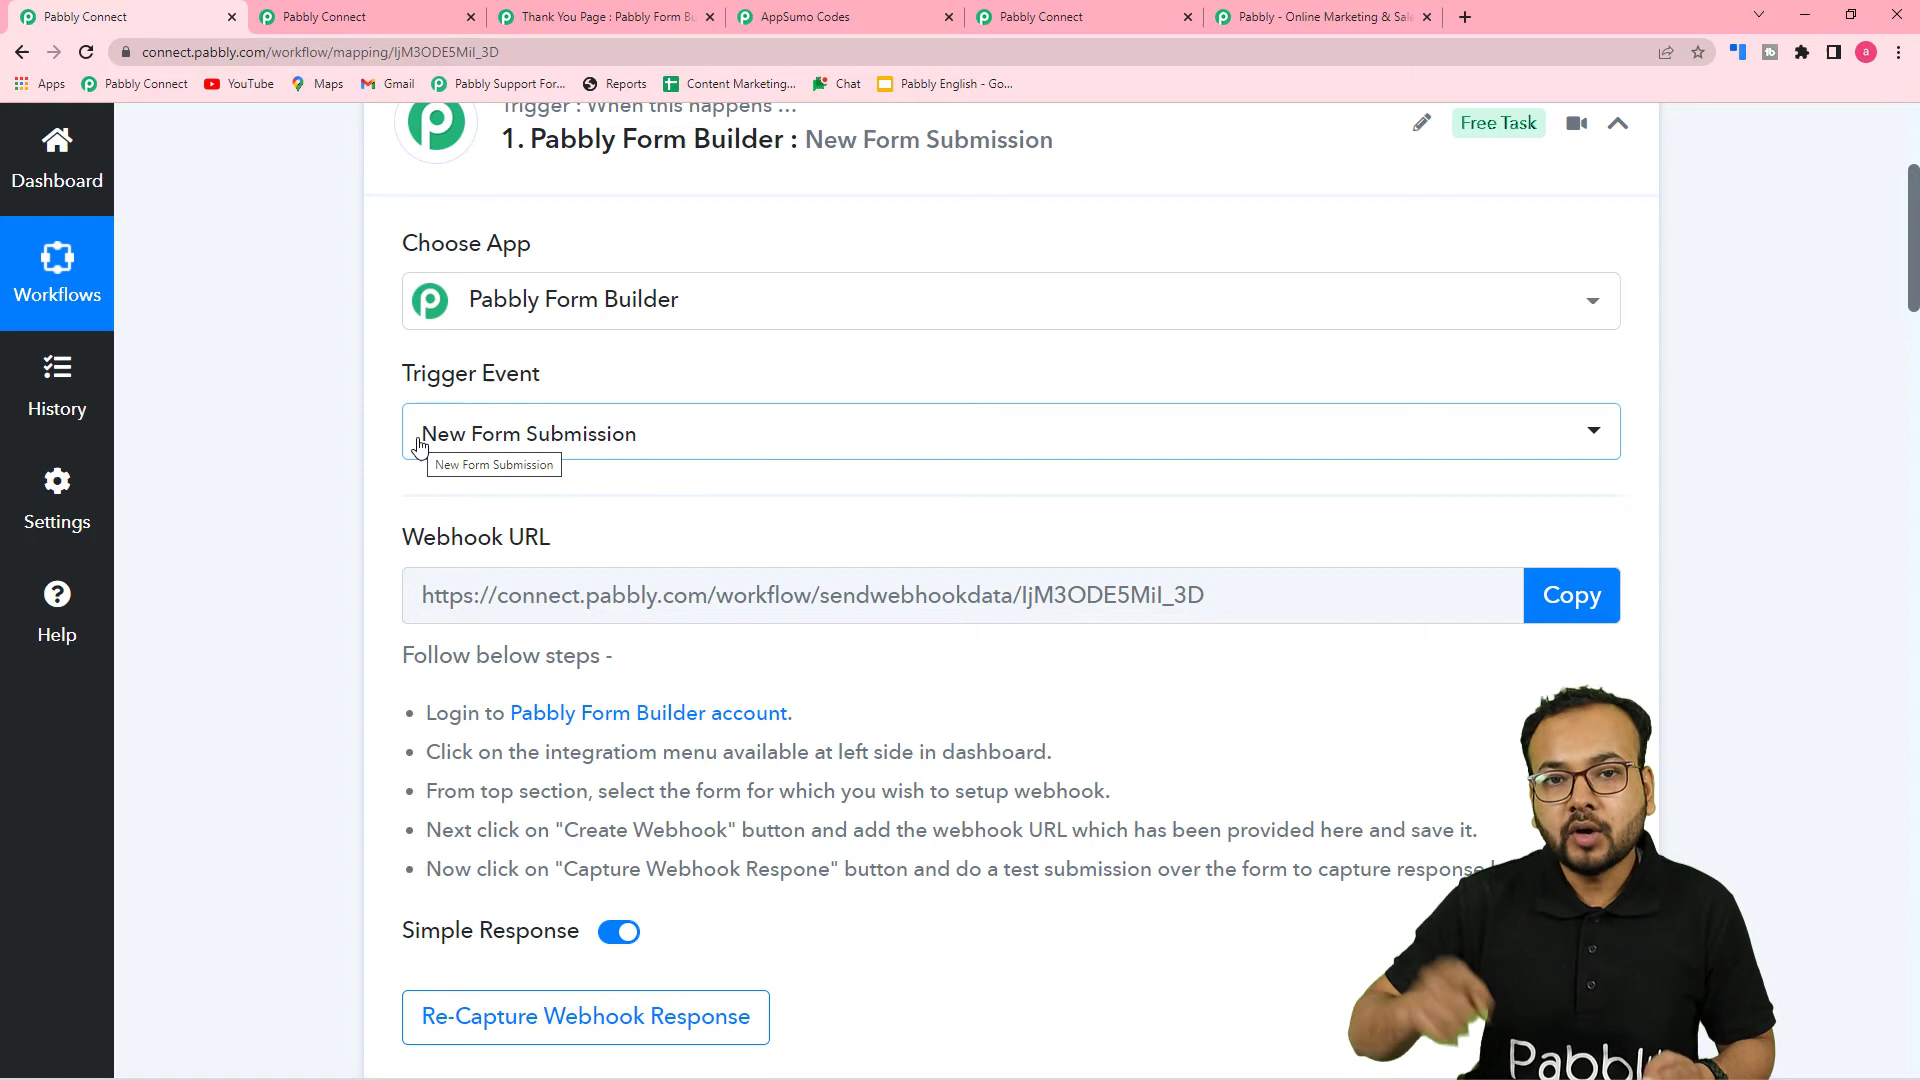 Pabbly Connect
Pabbly Connect
Thank You Page : Pabbly Form Bu
AppSumo Codes
Pabbly Connect
Pabbly - Online Marketing & Sale
connect.pabbly.com/workflow/mapping/IjM3ODE5MiI_3D
Apps
Pabbly Connect
YouTube
Maps
Gmail
Pabbly Support For...
Reports
Content Marketing...
Chat
Pabbly English - Go...
Dashboard
Workflows
History
Settings
Help
Trigger : When this happens ...
1. Pabbly Form Builder : New Form Submission
Free Task
Choose App
Pabbly Form Builder
Trigger Event
New Form Submission
New Form Submission
Webhook URL
https://connect.pabbly.com/workflow/sendwebhookdata/IjM3ODE5MiI_3D
Copy
Follow below steps -
• Login to Pabbly Form Builder account.
• Click on the integratiom menu available at left side in dashboard.
• From top section, select the form for which you wish to setup webhook.
• Next click on "Create Webhook" button and add the webhook URL which has been provided here and save it.
• Now click on "Capture Webhook Respone" button and do a test submission over the form to capture response
Simple Response
Re-Capture Webhook Response
Pabbly